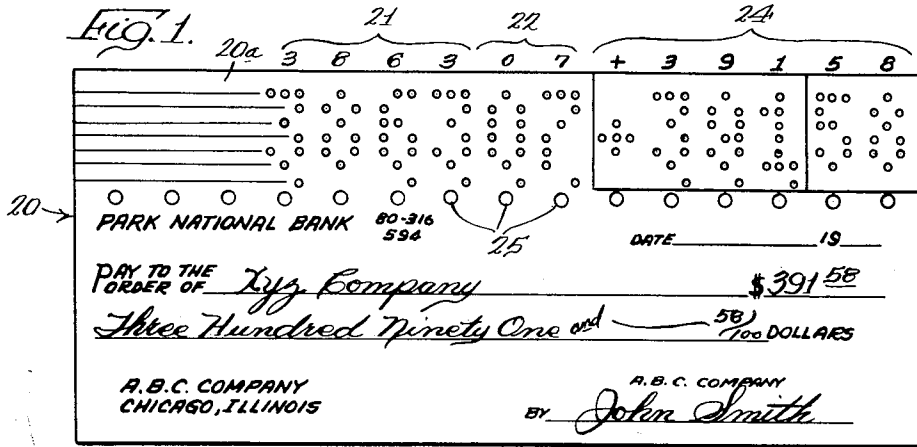 Fig. 1.
20a
21
22
24
3 8 6 3 0 7 + 3 9 1 5 8
20
25
PARK NATIONAL BANK
80-316
594
DATE 19
PAY TO THE
ORDER OF Xyz Company $391 58
Three Hundred Ninety One and 58/100 DOLLARS
A.B.C. COMPANY
CHICAGO, ILLINOIS
A.B.C. COMPANY
BY John Smith